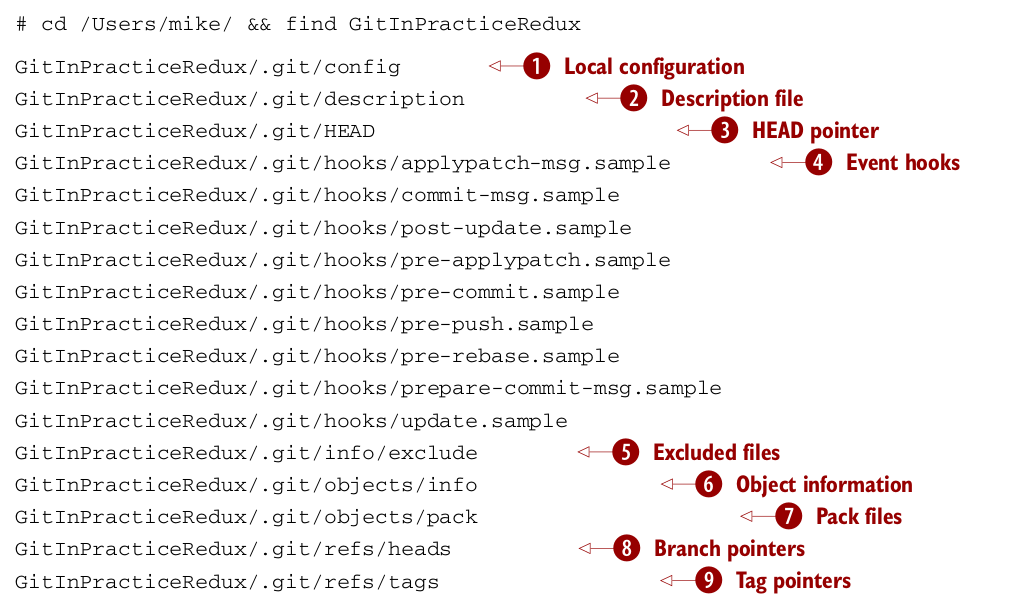 # cd /Users/mike/ && find GitInPracticeRedux
GitInPracticeRedux/.git/config 1 Local configuration
GitInPracticeRedux/.git/description 2 Description file
GitInPracticeRedux/.git/HEAD 3 HEAD pointer
GitInPracticeRedux/.git/hooks/applypatch-msg.sample 4 Event hooks
GitInPracticeRedux/.git/hooks/commit-msg.sample
GitInPracticeRedux/.git/hooks/post-update.sample
GitInPracticeRedux/.git/hooks/pre-applypatch.sample
GitInPracticeRedux/.git/hooks/pre-commit.sample
GitInPracticeRedux/.git/hooks/pre-push.sample
GitInPracticeRedux/.git/hooks/pre-rebase.sample
GitInPracticeRedux/.git/hooks/prepare-commit-msg.sample
GitInPracticeRedux/.git/hooks/update.sample
GitInPracticeRedux/.git/info/exclude 5 Excluded files
GitInPracticeRedux/.git/objects/info 6 Object information
GitInPracticeRedux/.git/objects/pack 7 Pack files
GitInPracticeRedux/.git/refs/heads 8 Branch pointers
GitInPracticeRedux/.git/refs/tags 9 Tag pointers